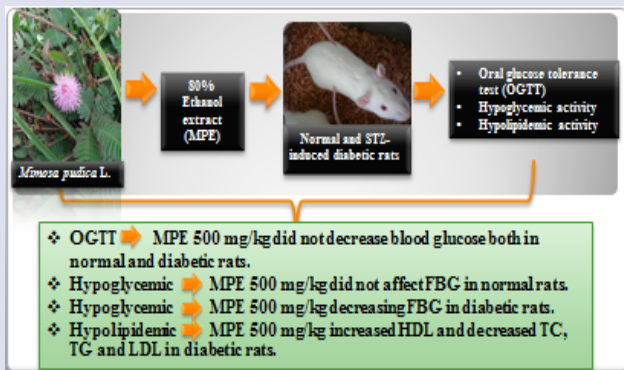 Mimosa pudica L.
80%
Ethanol
extract
(MPE)
Normal and STZ-
induced diabetic rats
• Oral glucose tolerance
test (OGTT)
• Hypoglycemic activity
• Hypolipidemic activity
❖ OGTT ➡ MPE 500 mg/kg did not decrease blood glucose both in
normal and diabetic rats.
❖ Hypoglycemic ➡ MPE 500 mg/kg did not affect FBG in normal rats.
❖ Hypoglycemic ➡ MPE 500 mg/kg decreasing FBG in diabetic rats.
❖ Hypolipidemic ➡ MPE 500 mg/kg increased HDL and decreased TC,
TG and LDL in diabetic rats.